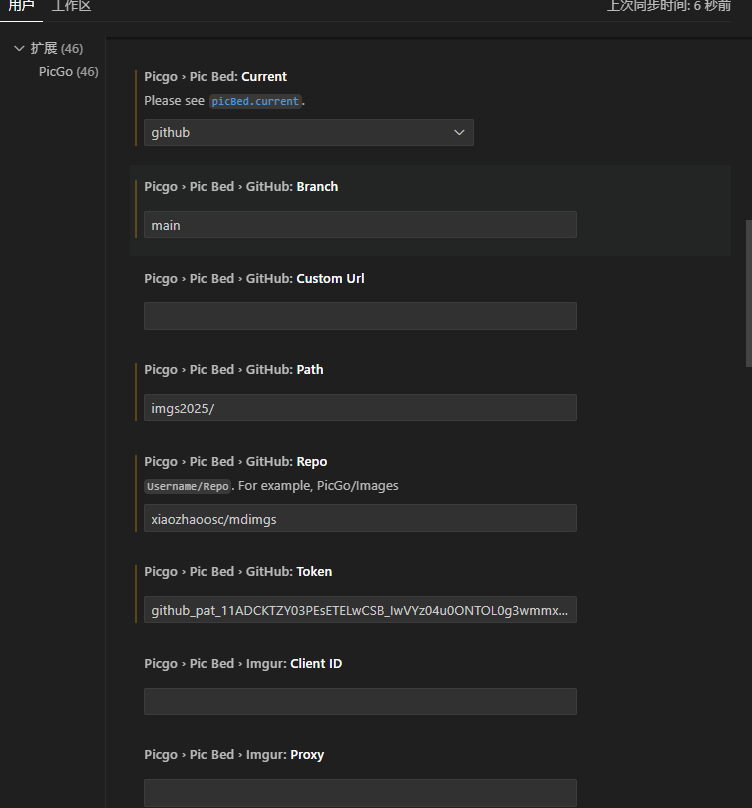 用户 工作区 上次同步时间: 6 秒前
扩展 (46)
PicGo (46)
Picgo › Pic Bed: Current
Please see picBed.current.
github
Picgo › Pic Bed › GitHub: Branch
main
Picgo › Pic Bed › GitHub: Custom Url
Picgo › Pic Bed › GitHub: Path
imgs2025/
Picgo › Pic Bed › GitHub: Repo
Username/Repo. For example, PicGo/Images
xiaozhaoosc/mdimgs
Picgo › Pic Bed › GitHub: Token
github_pat_11ADCKTZY03PEsETELwCSB_IwVYz04u0ONTOL0g3wmmx...
Picgo › Pic Bed › Imgur: Client ID
Picgo › Pic Bed › Imgur: Proxy